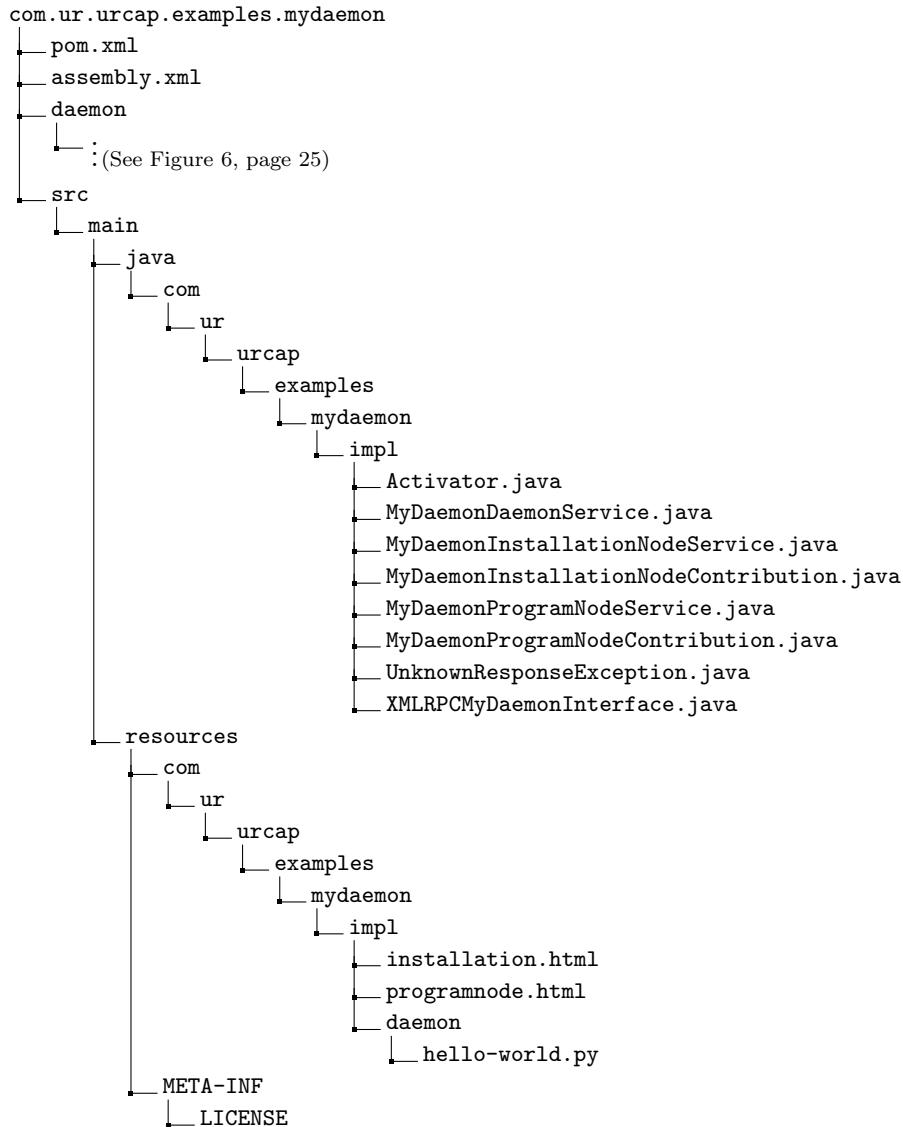 com.ur.urcap.examples.mydaemon
pom.xml
assembly.xml
daemon
(See Figure 6, page 25)
src
main
java
com
ur
urcap
examples
mydaemon
impl
Activator.java
MyDaemonDaemonService.java
MyDaemonInstallationNodeService.java
MyDaemonInstallationNodeContribution.java
MyDaemonProgramNodeService.java
MyDaemonProgramNodeContribution.java
UnknownResponseException.java
XMLRPCMyDaemonInterface.java
resources
com
ur
urcap
examples
mydaemon
impl
installation.html
programnode.html
daemon
hello-world.py
META-INF
LICENSE